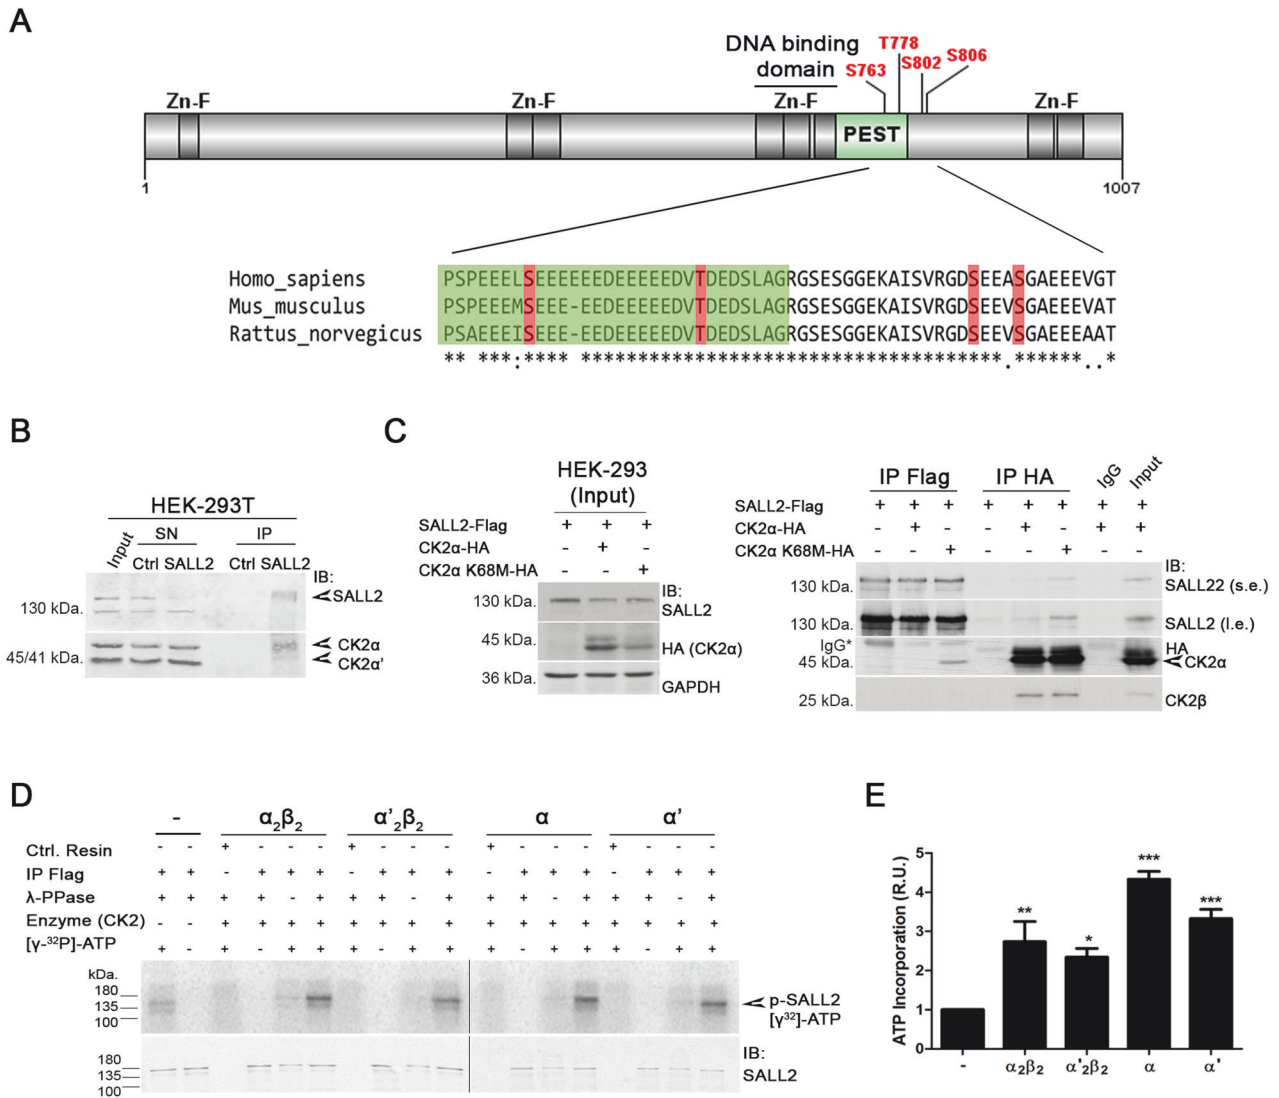 A
DNA binding
domain
T778
S763
S802
S806
Zn-F
Zn-F
Zn-F
PEST
Zn-F
1
1007
Homo_sapiens PSPEEELSEEEEEEEDEEEEEEDVTDEDSLAGRGSESGGEKAISVRGDSEEASGAEEEVGT
Mus_musculus PSPEEEMSEEEE-EEDEEEEEEDVTDEDSLAGRGSESGGEKAISVRGDSEEVSGAEEEVAT
Rattus_norvegicus PSAEEEISEEEE-EEDEEEEEEDVTDEDSLAGRGSESGGEKAISVRGDSEEVSGAEEEAAT
** ***:**** **************************************.******..*
B
HEK-293T
Input
SN
IP
Ctrl SALL2
Ctrl SALL2
IB:
SALL2
130 kDa.
CK2α
45/41 kDa.
CK2α'
C
HEK-293
(Input)
SALL2-Flag + + +
CK2α-HA - + -
CK2α K68M-HA - - +
IB:
130 kDa. SALL2
45 kDa. HA (CK2α)
36 kDa. GAPDH
IP Flag IP HA IgG Input
SALL2-Flag - + + + + + + +
CK2α-HA - + - - + - + +
CK2α K68M-HA - - + - - + - -
IB:
130 kDa. SALL22 (s.e.)
130 kDa. SALL2 (l.e.)
IgG* HA
45 kDa. CK2α
25 kDa. CK2β
D
- α2β2 α'2β2 α α'
Ctrl. Resin - - + - - - + - - - + - - - + - - -
IP Flag + + - + + + - + + + - + + + - + + +
λ-PPase + + + + - + + + - + + + - + + + - +
Enzyme (CK2) - - + + + + + + + + + + + + + + + +
[γ-32P]-ATP + - + - + + + - + + + - + + + - + +
kDa.
180
135
100
p-SALL2
[γ32]-ATP
180
135
100
IB:
SALL2
E
ATP Incorporation (R.U.)
5
4
3
2
1
0
**
*
***
***
- α2β2 α'2β2 α α'